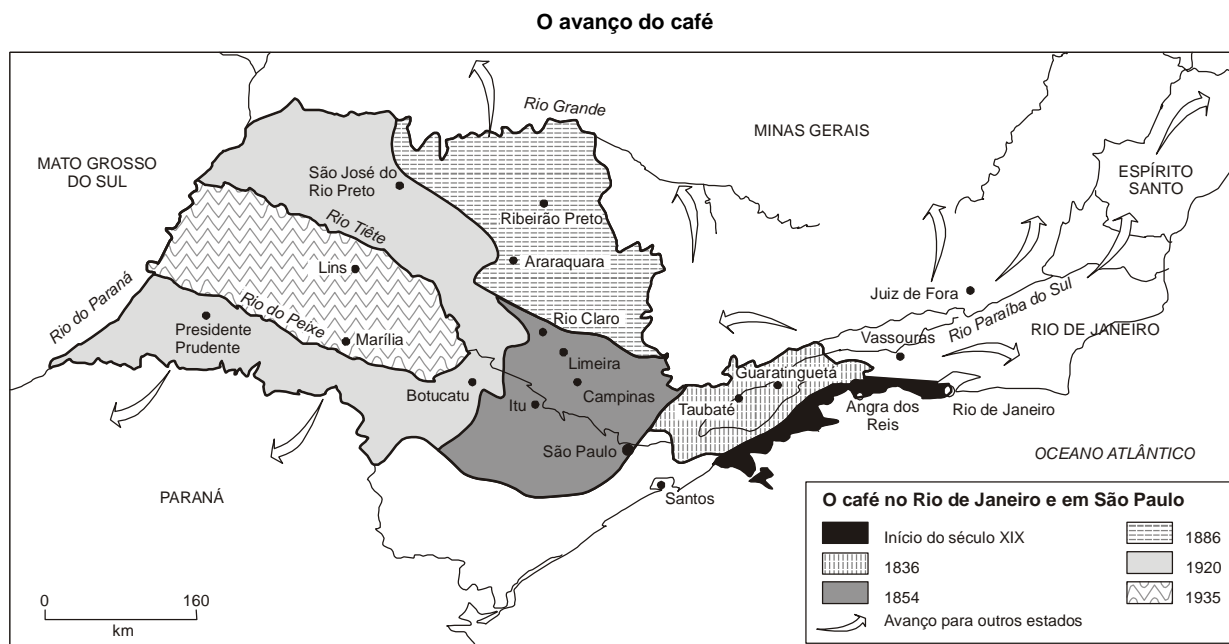 O avanço do café
Rio Grande
MINAS GERAIS
MATO GROSSO
DO SUL
ESPÍRITO
SANTO
São José do
Rio Preto
Ribeirão Preto
Rio Tiête
Araraquara
Lins
Rio do Paraná
Rio do Peixe
Juiz de Fora
Rio Paraíba do Sul
Rio Claro
RIO DE JANEIRO
Presidente
Prudente
Marília
Vassouras
Limeira
Guaratinguetá
Botucatu
Campinas
Itu
Taubaté
Angra dos
Reis
Rio de Janeiro
São Paulo
OCEANO ATLÂNTICO
PARANÁ
Santos
O café no Rio de Janeiro e em São Paulo
Início do século XIX
1886
1836
1920
1854
1935
Avanço para outros estados
0 160
km